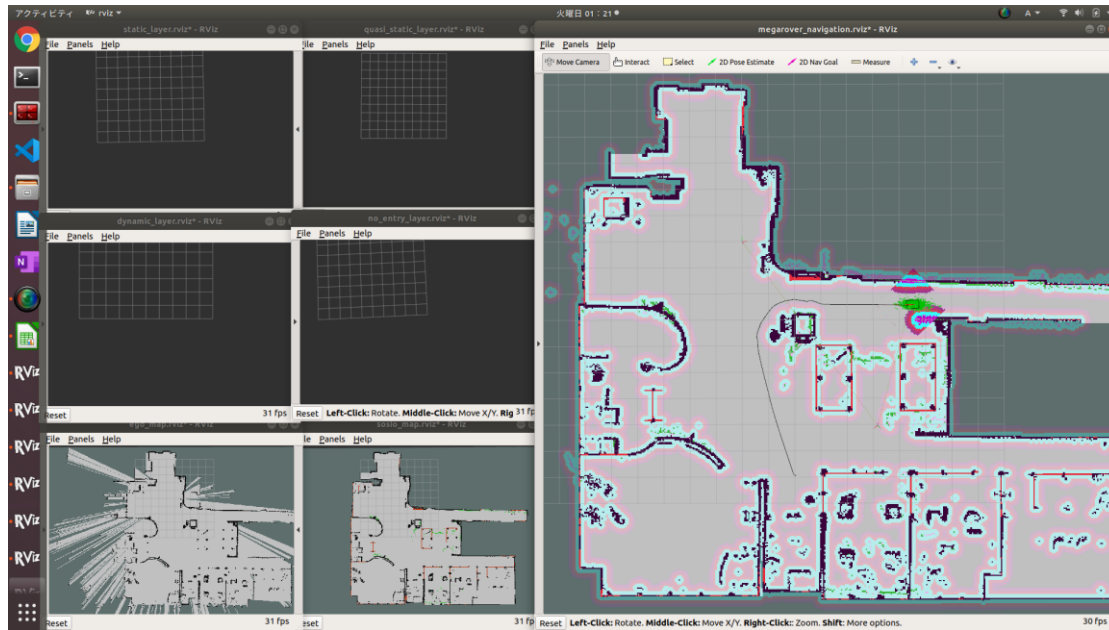 アクティビティ
RViz rviz ▾
火曜日 01 : 21
A ▾
static_layer.rviz* - RViz
File Panels Help
quasi_static_layer.rviz* - RViz
File Panels Help
megarover_navigation.rviz* - RViz
File Panels Help
Move Camera Interact Select 2D Pose Estimate 2D Nav Goal Measure
dynamic_layer.rviz* - RViz
File Panels Help
Reset 31 fps
no_entry_layer.rviz* - RViz
File Panels Help
Reset Left-Click: Rotate. Middle-Click: Move X/Y. Rig 31 fps
ego_map.rviz* - RViz
File Panels Help
Reset 31 fps
sosio_map.rviz* - RViz
File Panels Help
Reset 31 fps
Reset Left-Click: Rotate. Middle-Click: Move X/Y. Right-Click:: Zoom. Shift: More options. 30 fps
RViz
RViz
RViz
RViz
RViz
RViz